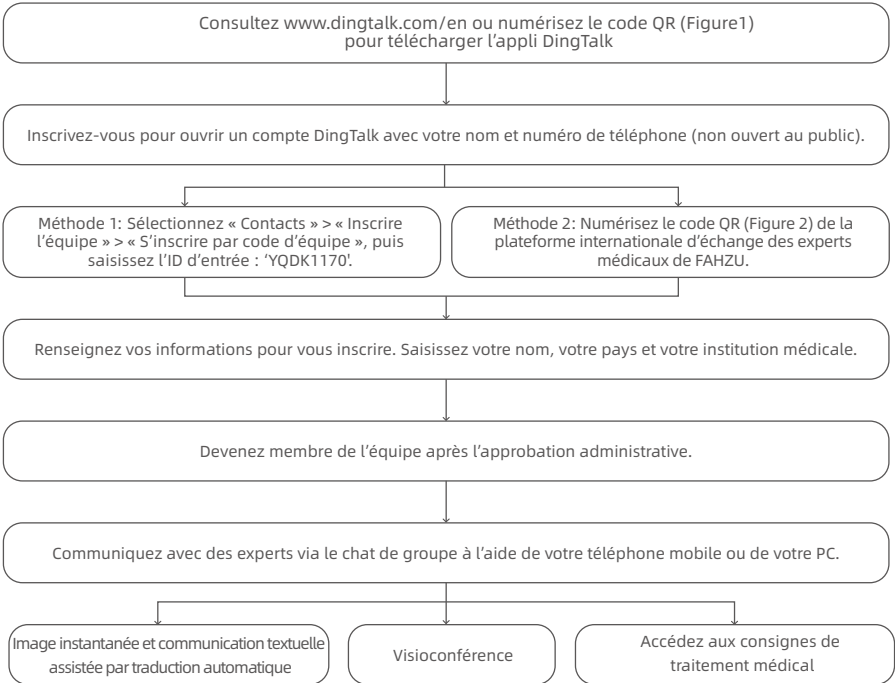 Consultez www.dingtalk.com/en ou numérisez le code QR (Figure1)
pour télécharger l'appli DingTalk
Inscrivez-vous pour ouvrir un compte DingTalk avec votre nom et numéro de téléphone (non ouvert au public).
Méthode 1: Sélectionnez « Contacts » > « Inscrire
l'équipe » > « S'inscrire par code d'équipe », puis
saisissez l'ID d'entrée : 'YQDK1170'.
Méthode 2: Numérisez le code QR (Figure 2) de la
plateforme internationale d'échange des experts
médicaux de FAHZU.
Renseignez vos informations pour vous inscrire. Saisissez votre nom, votre pays et votre institution médicale.
Devenez membre de l'équipe après l'approbation administrative.
Communiquez avec des experts via le chat de groupe à l'aide de votre téléphone mobile ou de votre PC.
Image instantanée et communication textuelle
assistée par traduction automatique
Visioconférence
Accédez aux consignes de
traitement médical